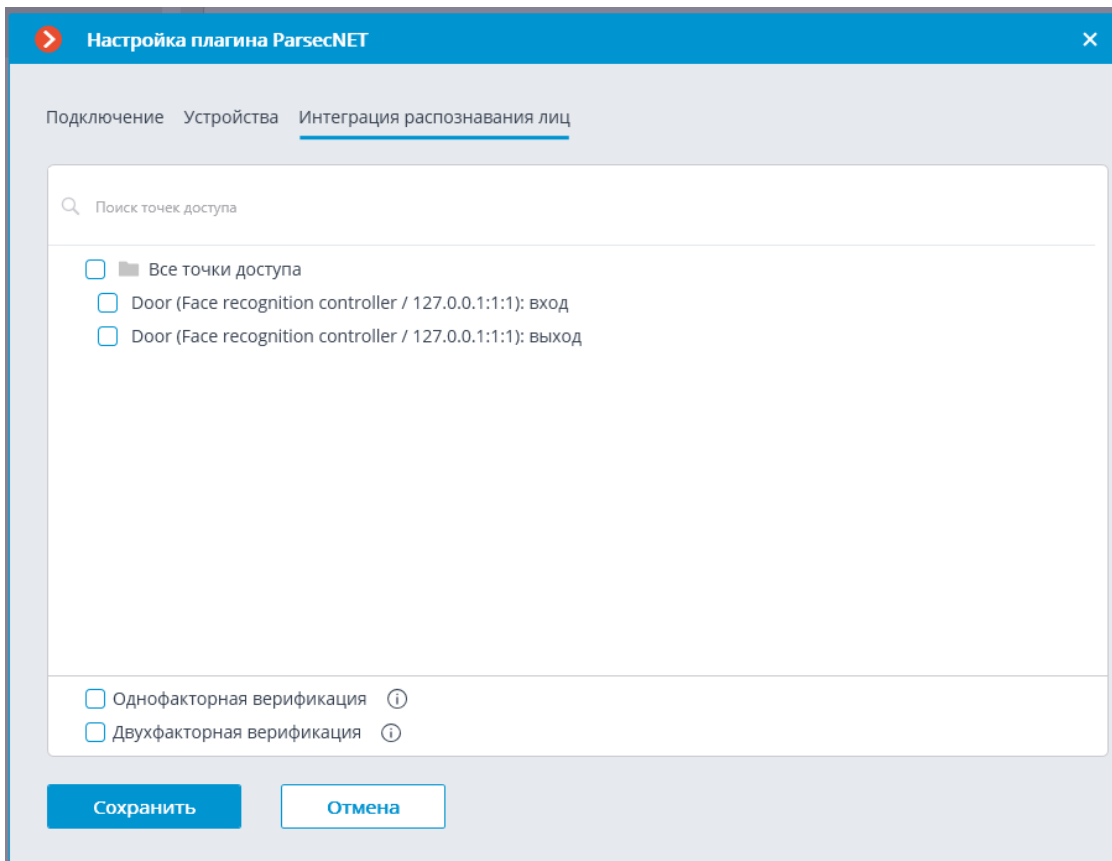 Настройка плагина ParsecNET
Подключение Устройства Интеграция распознавания лиц
Поиск точек доступа
Все точки доступа
Door (Face recognition controller / 127.0.0.1:1:1): вход
Door (Face recognition controller / 127.0.0.1:1:1): выход
Однофакторная верификация
Двухфакторная верификация
Сохранить Отмена